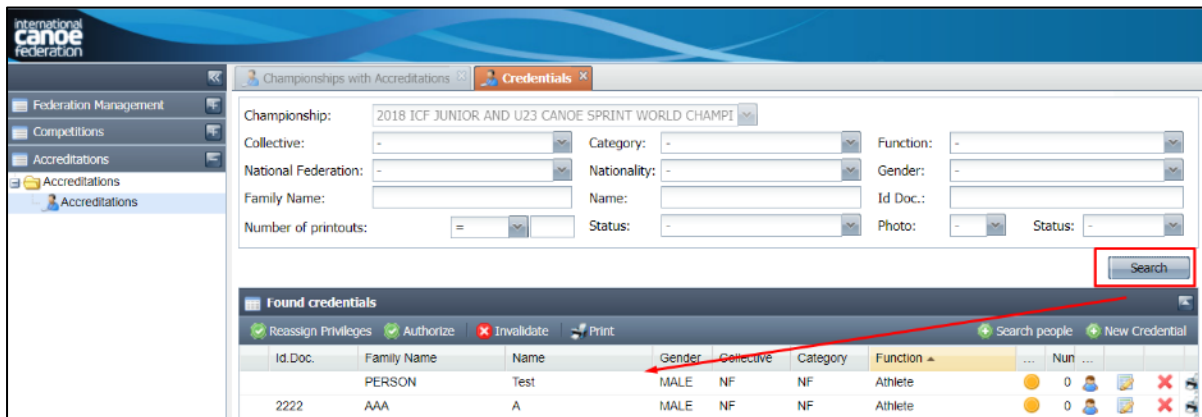 international
canoe
federation
Championships with Accreditations Credentials
Federation Management
Competitions
Accreditations
Accreditations
Accreditations
Championship: 2018 ICF JUNIOR AND U23 CANOE SPRINT WORLD CHAMPI
Collective: - Category: - Function: -
National Federation: - Nationality: - Gender: -
Family Name: Name: Id Doc.:
Number of printouts: = Status: - Photo: - Status: -
Search
Found credentials
Reassign Privileges Authorize Invalidate Print Search people New Credential
Id.Doc. Family Name Name Gender Collective Category Function ... Nun ...
PERSON Test MALE NF NF Athlete 0
2222 AAA A MALE NF NF Athlete 0